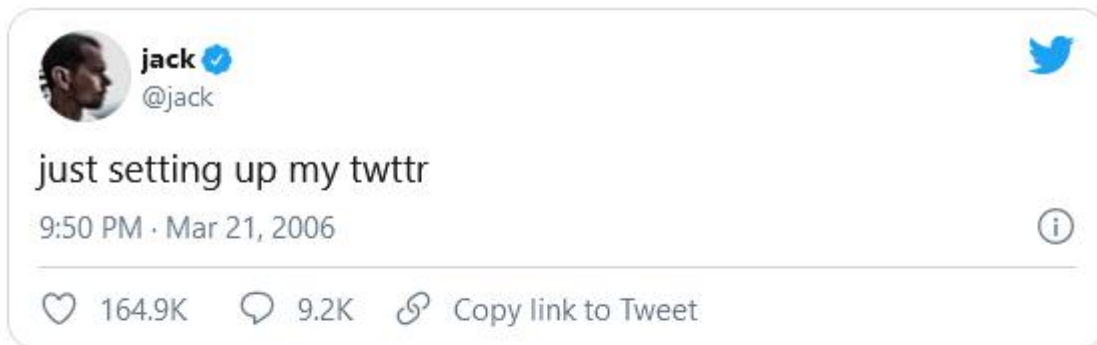 jack
@jack
just setting up my twttr
9:50 PM · Mar 21, 2006
164.9K 9.2K Copy link to Tweet